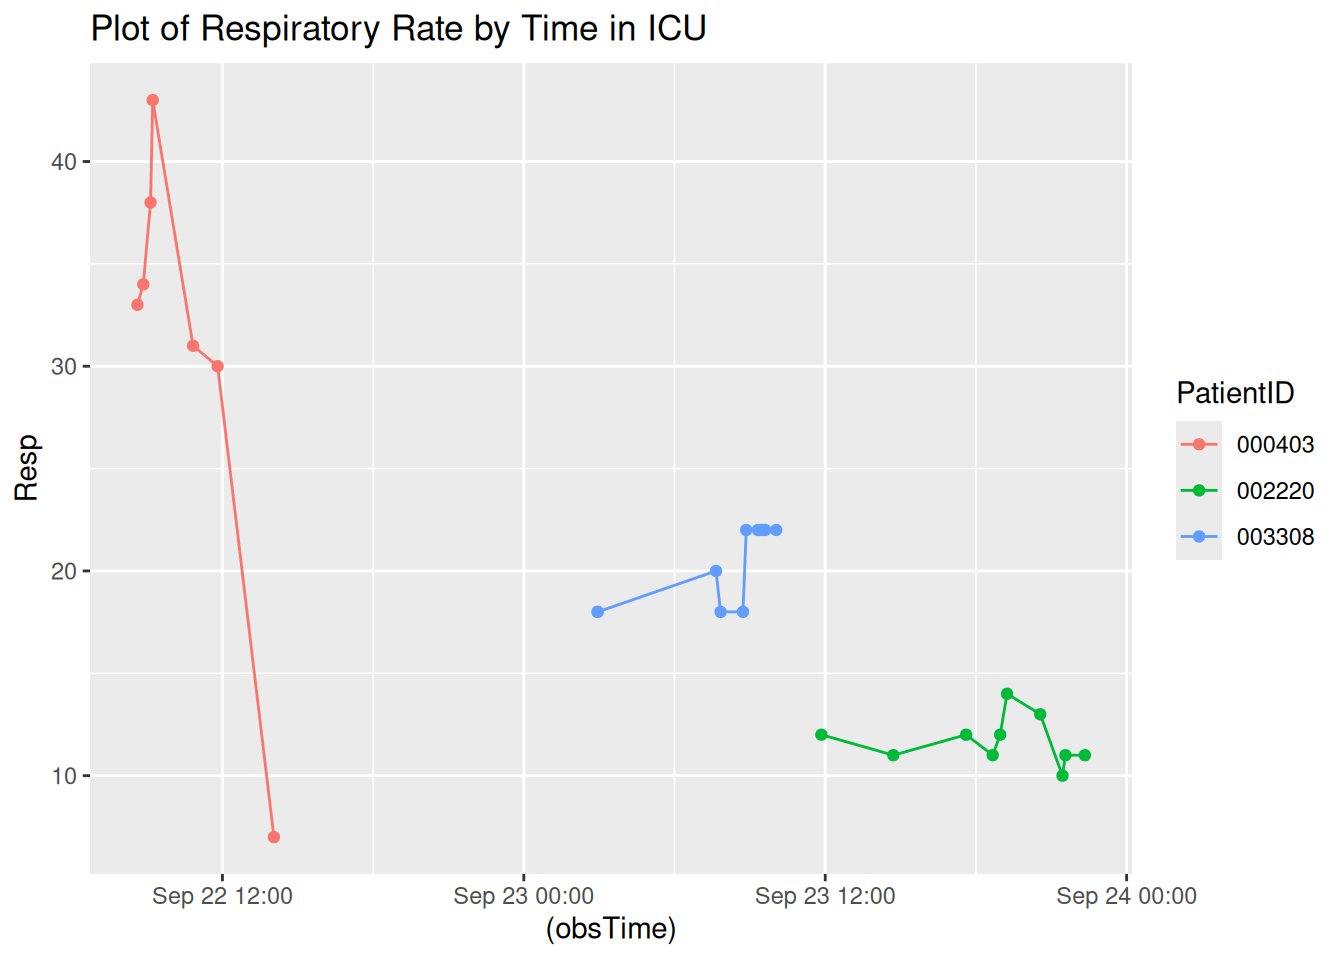 Plot of Respiratory Rate by Time in ICU
Resp
40
30
20
10
Sep 22 12:00
Sep 23 00:00
Sep 23 12:00
Sep 24 00:00
(obsTime)
PatientID
000403
002220
003308